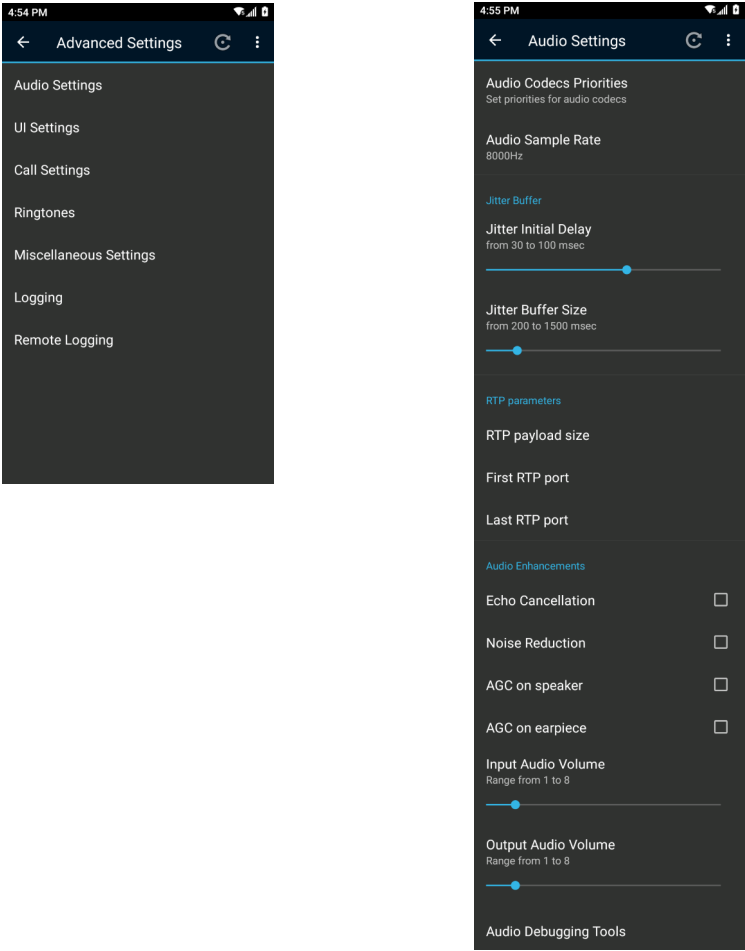 4:54 PM
Advanced Settings
Audio Settings
UI Settings
Call Settings
Ringtones
Miscellaneous Settings
Logging
Remote Logging
4:55 PM
Audio Settings
Audio Codecs Priorities
Set priorities for audio codecs
Audio Sample Rate
8000Hz
Jitter Buffer
Jitter Initial Delay
from 30 to 100 msec
Jitter Buffer Size
from 200 to 1500 msec
RTP parameters
RTP payload size
First RTP port
Last RTP port
Audio Enhancements
Echo Cancellation
Noise Reduction
AGC on speaker
AGC on earpiece
Input Audio Volume
Range from 1 to 8
Output Audio Volume
Range from 1 to 8
Audio Debugging Tools